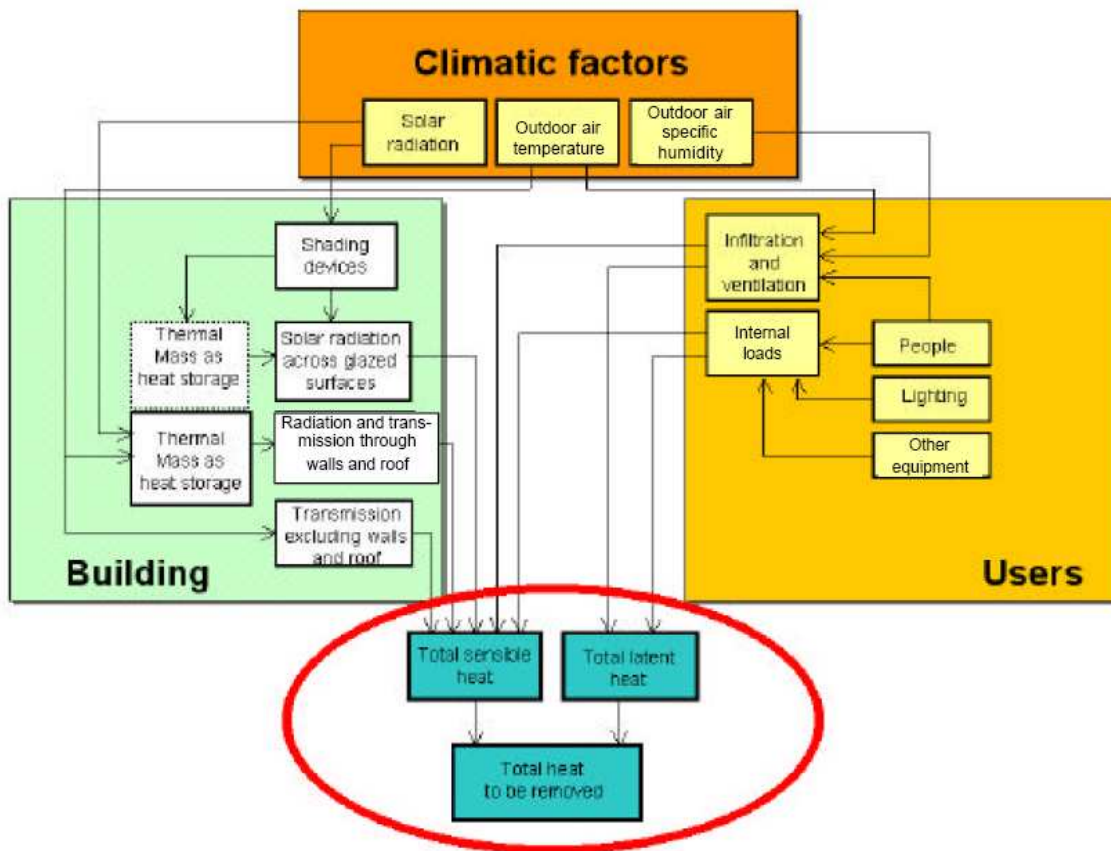 Climatic factors
Solar
radiation
Outdoor air
temperature
Outdoor air
specific
humidity
Shading
devices
Thermal
Mass as
heat storage
Solar radiation
across glazed
surfaces
Thermal
Mass as
heat storage
Radiation and trans-
mission through
walls and roof
Transmission
excluding walls
and roof
Building
Infiltration
and
ventilation
Internal
loads
People
Lighting
Other
equipment
Users
Total sensible
heat
Total latent
heat
Total heat
to be removed